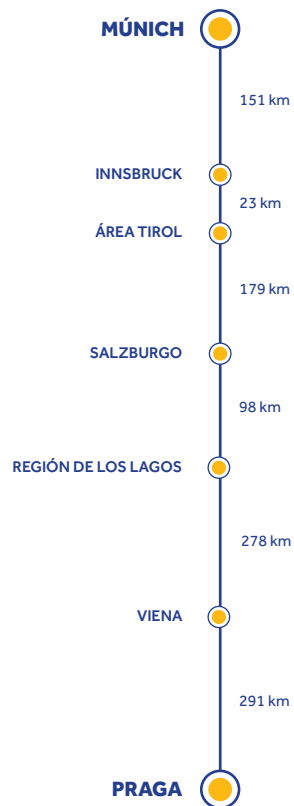 MÚNICH
151 km
INNSBRUCK
23 km
ÁREA TIROL
179 km
SALZBURGO
98 km
REGIÓN DE LOS LAGOS
278 km
VIENA
291 km
PRAGA